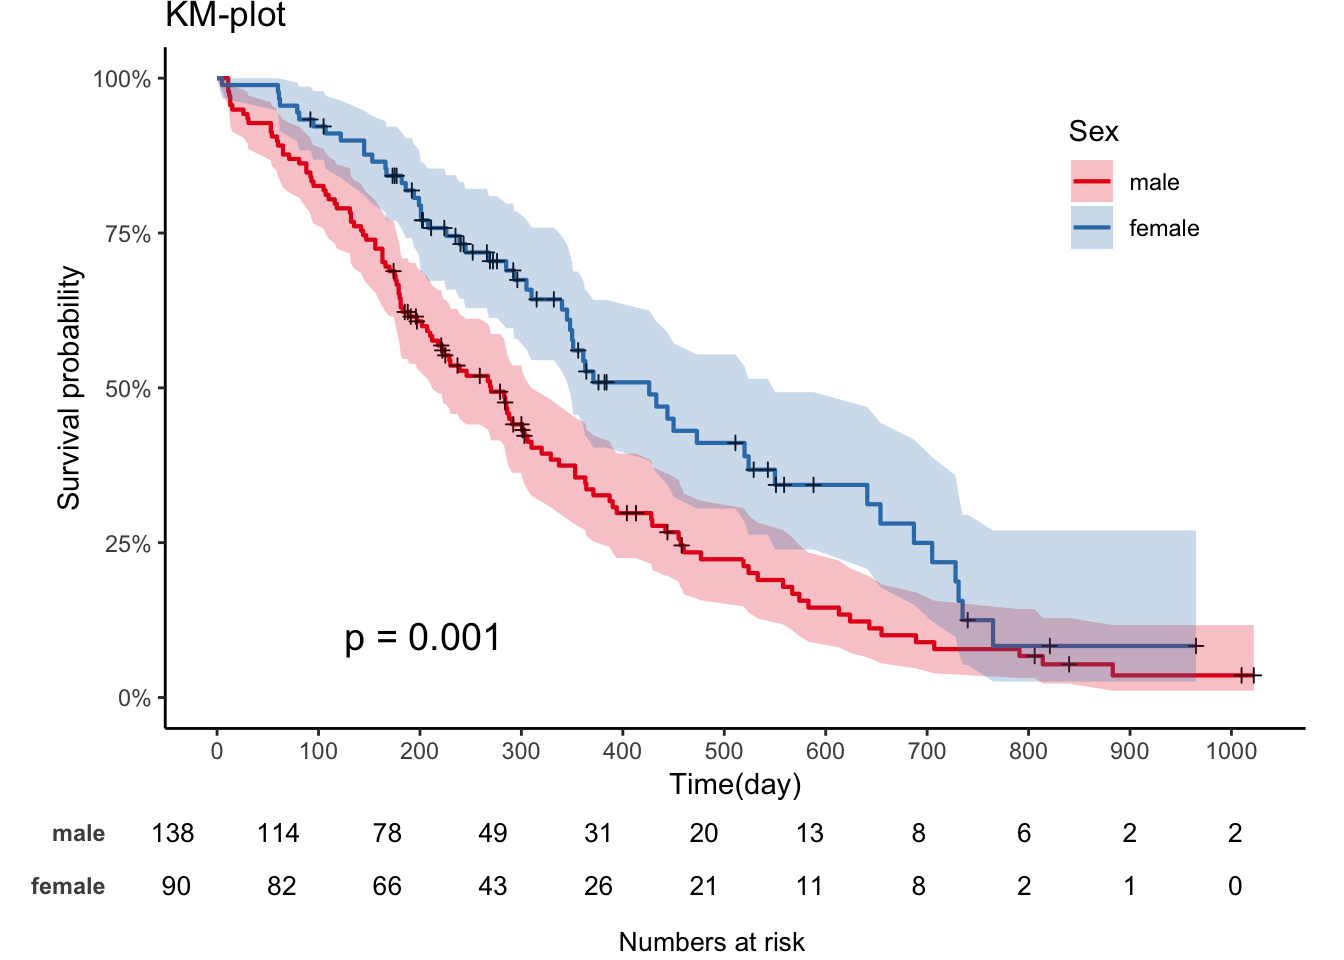 KM-plot
100%
75%
50%
25%
0%
Survival probability
Sex
male
female
p = 0.001
0 100 200 300 400 500 600 700 800 900 1000
Time(day)
male 138 114 78 49 31 20 13 8 6 2 2
female 90 82 66 43 26 21 11 8 2 1 0
Numbers at risk